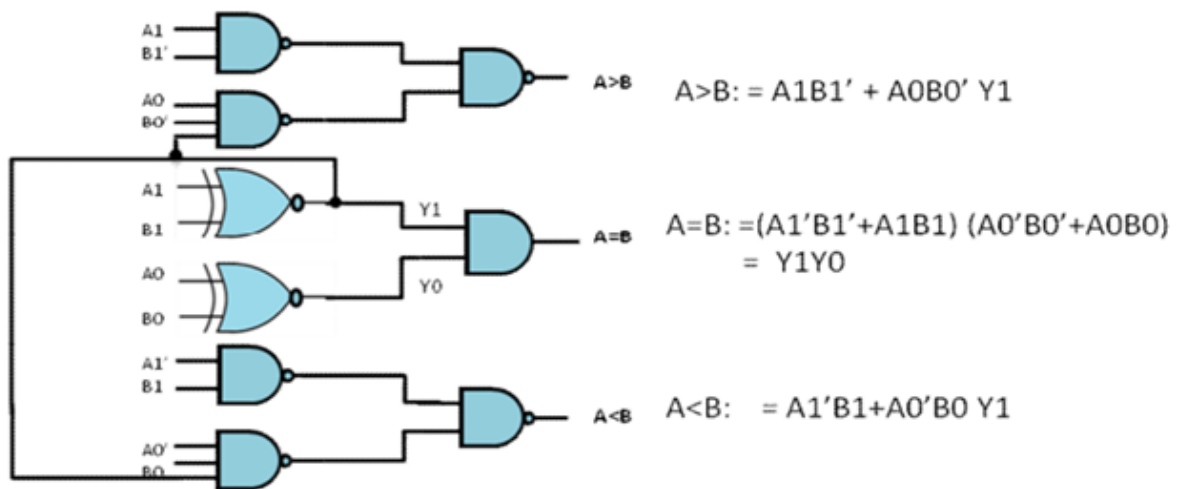 A1
B1'
A>B
A>B: = A1B1' + A0B0' Y1
A0
B0'
A1
B1
Y1
A=B
A=B: =(A1'B1'+A1B1) (A0'B0'+A0B0)
= Y1Y0
A0
B0
Y0
A1'
B1
A<B
A<B: = A1'B1+A0'B0 Y1
A0'
B0